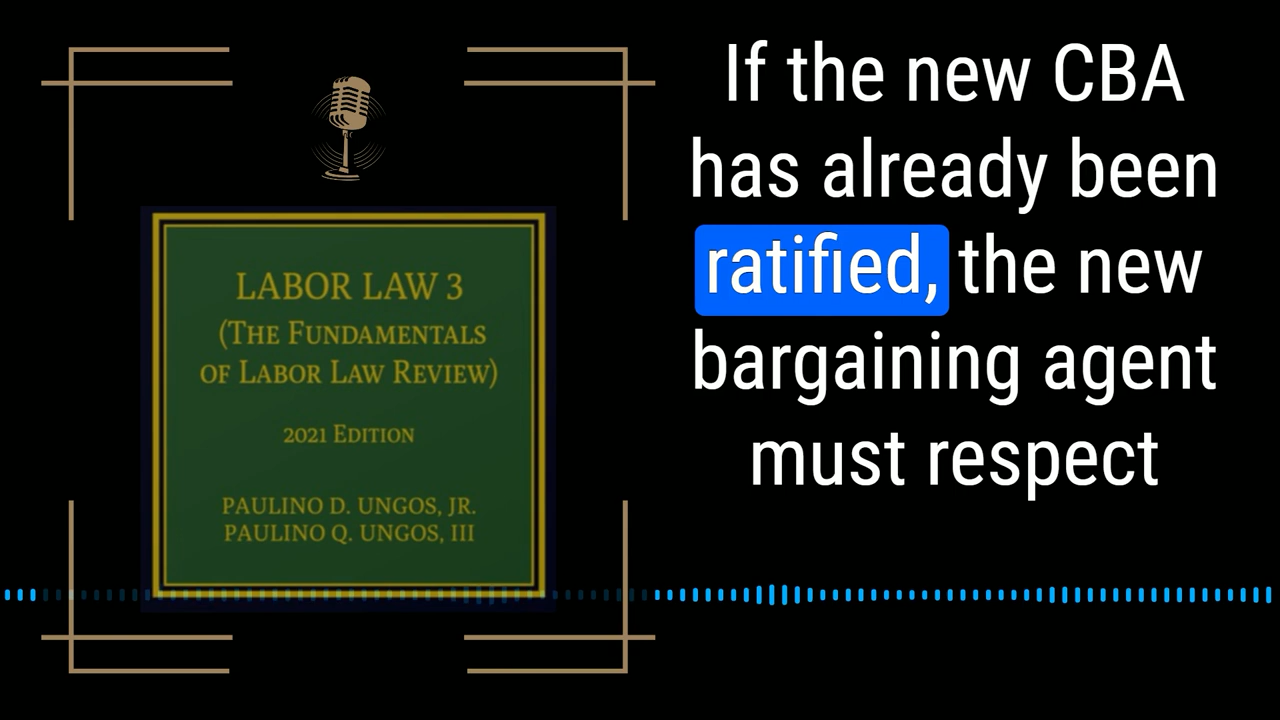 LABOR LAW 3
(THE FUNDAMENTALS
OF LABOR LAW REVIEW)
2021 EDITION
PAULINO D. UNGOS, JR.
PAULINO Q. UNGOS, III
If the new CBA
has already been
ratified, the new
bargaining agent
must respect